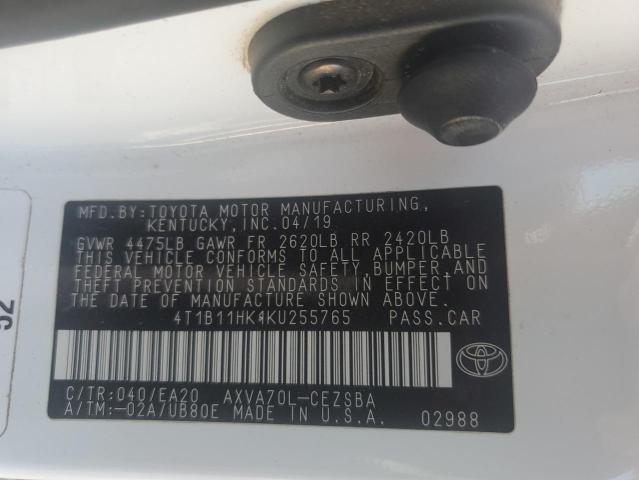 MFD.BY:TOYOTA MOTOR MANUFACTURING,
KENTUCKY, INC.04/19
GVWR 4475LB GAWR FR 2620LB RR 2420LB
THIS VEHICLE CONFORMS TO ALL APPLICABLE
FEDERAL MOTOR VEHICLE SAFETY, BUMPER, AND
THEFT PREVENTION STANDARDS IN EFFECT ON
THE DATE OF MANUFACTURE SHOWN ABOVE.
4T1B11HK1KU255765 PASS.CAR
C/TR:040/EA20 AXVA70L-CEZSBA
A/TM:-02A/UB80E MADE IN U.S.A. 02988
52